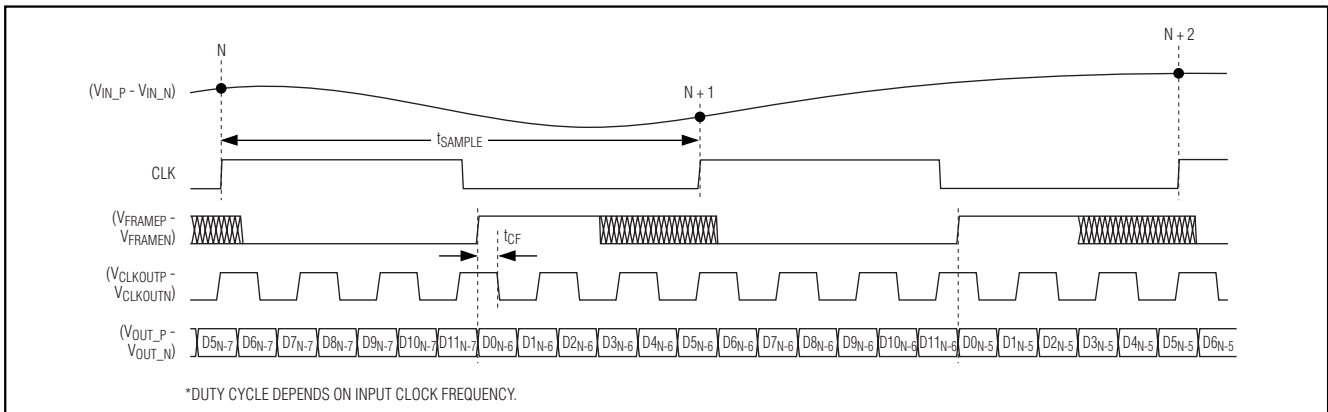 N
N + 2
(VIN_P - VIN_N)
N + 1
tSAMPLE
CLK
(VFRAMEP -
VFRAMEN)
tCF
(VCLKOUTP -
VCLKOUTN)
(VOUT_P -
VOUT_N)
D5N-7 D6N-7 D7N-7 D8N-7 D9N-7 D10N-7 D11N-7 D0N-6 D1N-6 D2N-6 D3N-6 D4N-6 D5N-6 D6N-6 D7N-6 D8N-6 D9N-6 D10N-6 D11N-6 D0N-5 D1N-5 D2N-5 D3N-5 D4N-5 D5N-5 D6N-5
*DUTY CYCLE DEPENDS ON INPUT CLOCK FREQUENCY.